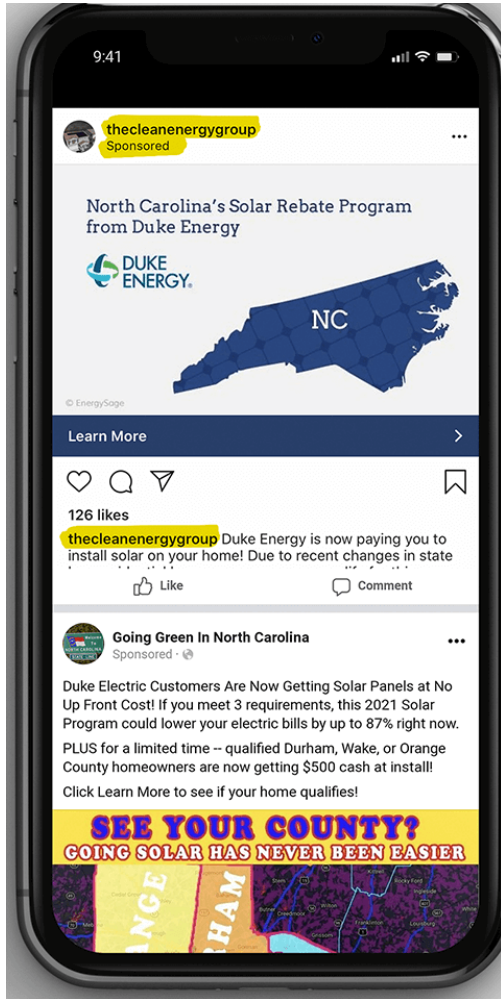 9:41
thecleanenergygroup
Sponsored
North Carolina's Solar Rebate Program
from Duke Energy
DUKE
ENERGY®
NC
© EnergySage
Learn More
126 likes
thecleanenergygroup Duke Energy is now paying you to
install solar on your home! Due to recent changes in state
Like
Comment
Going Green In North Carolina
Sponsored ·
Duke Electric Customers Are Now Getting Solar Panels at No
Up Front Cost! If you meet 3 requirements, this 2021 Solar
Program could lower your electric bills by up to 87% right now.
PLUS for a limited time -- qualified Durham, Wake, or Orange
County homeowners are now getting $500 cash at install!
Click Learn More to see if your home qualifies!
SEE YOUR COUNTY?
GOING SOLAR HAS NEVER BEEN EASIER
ANGE
HAM